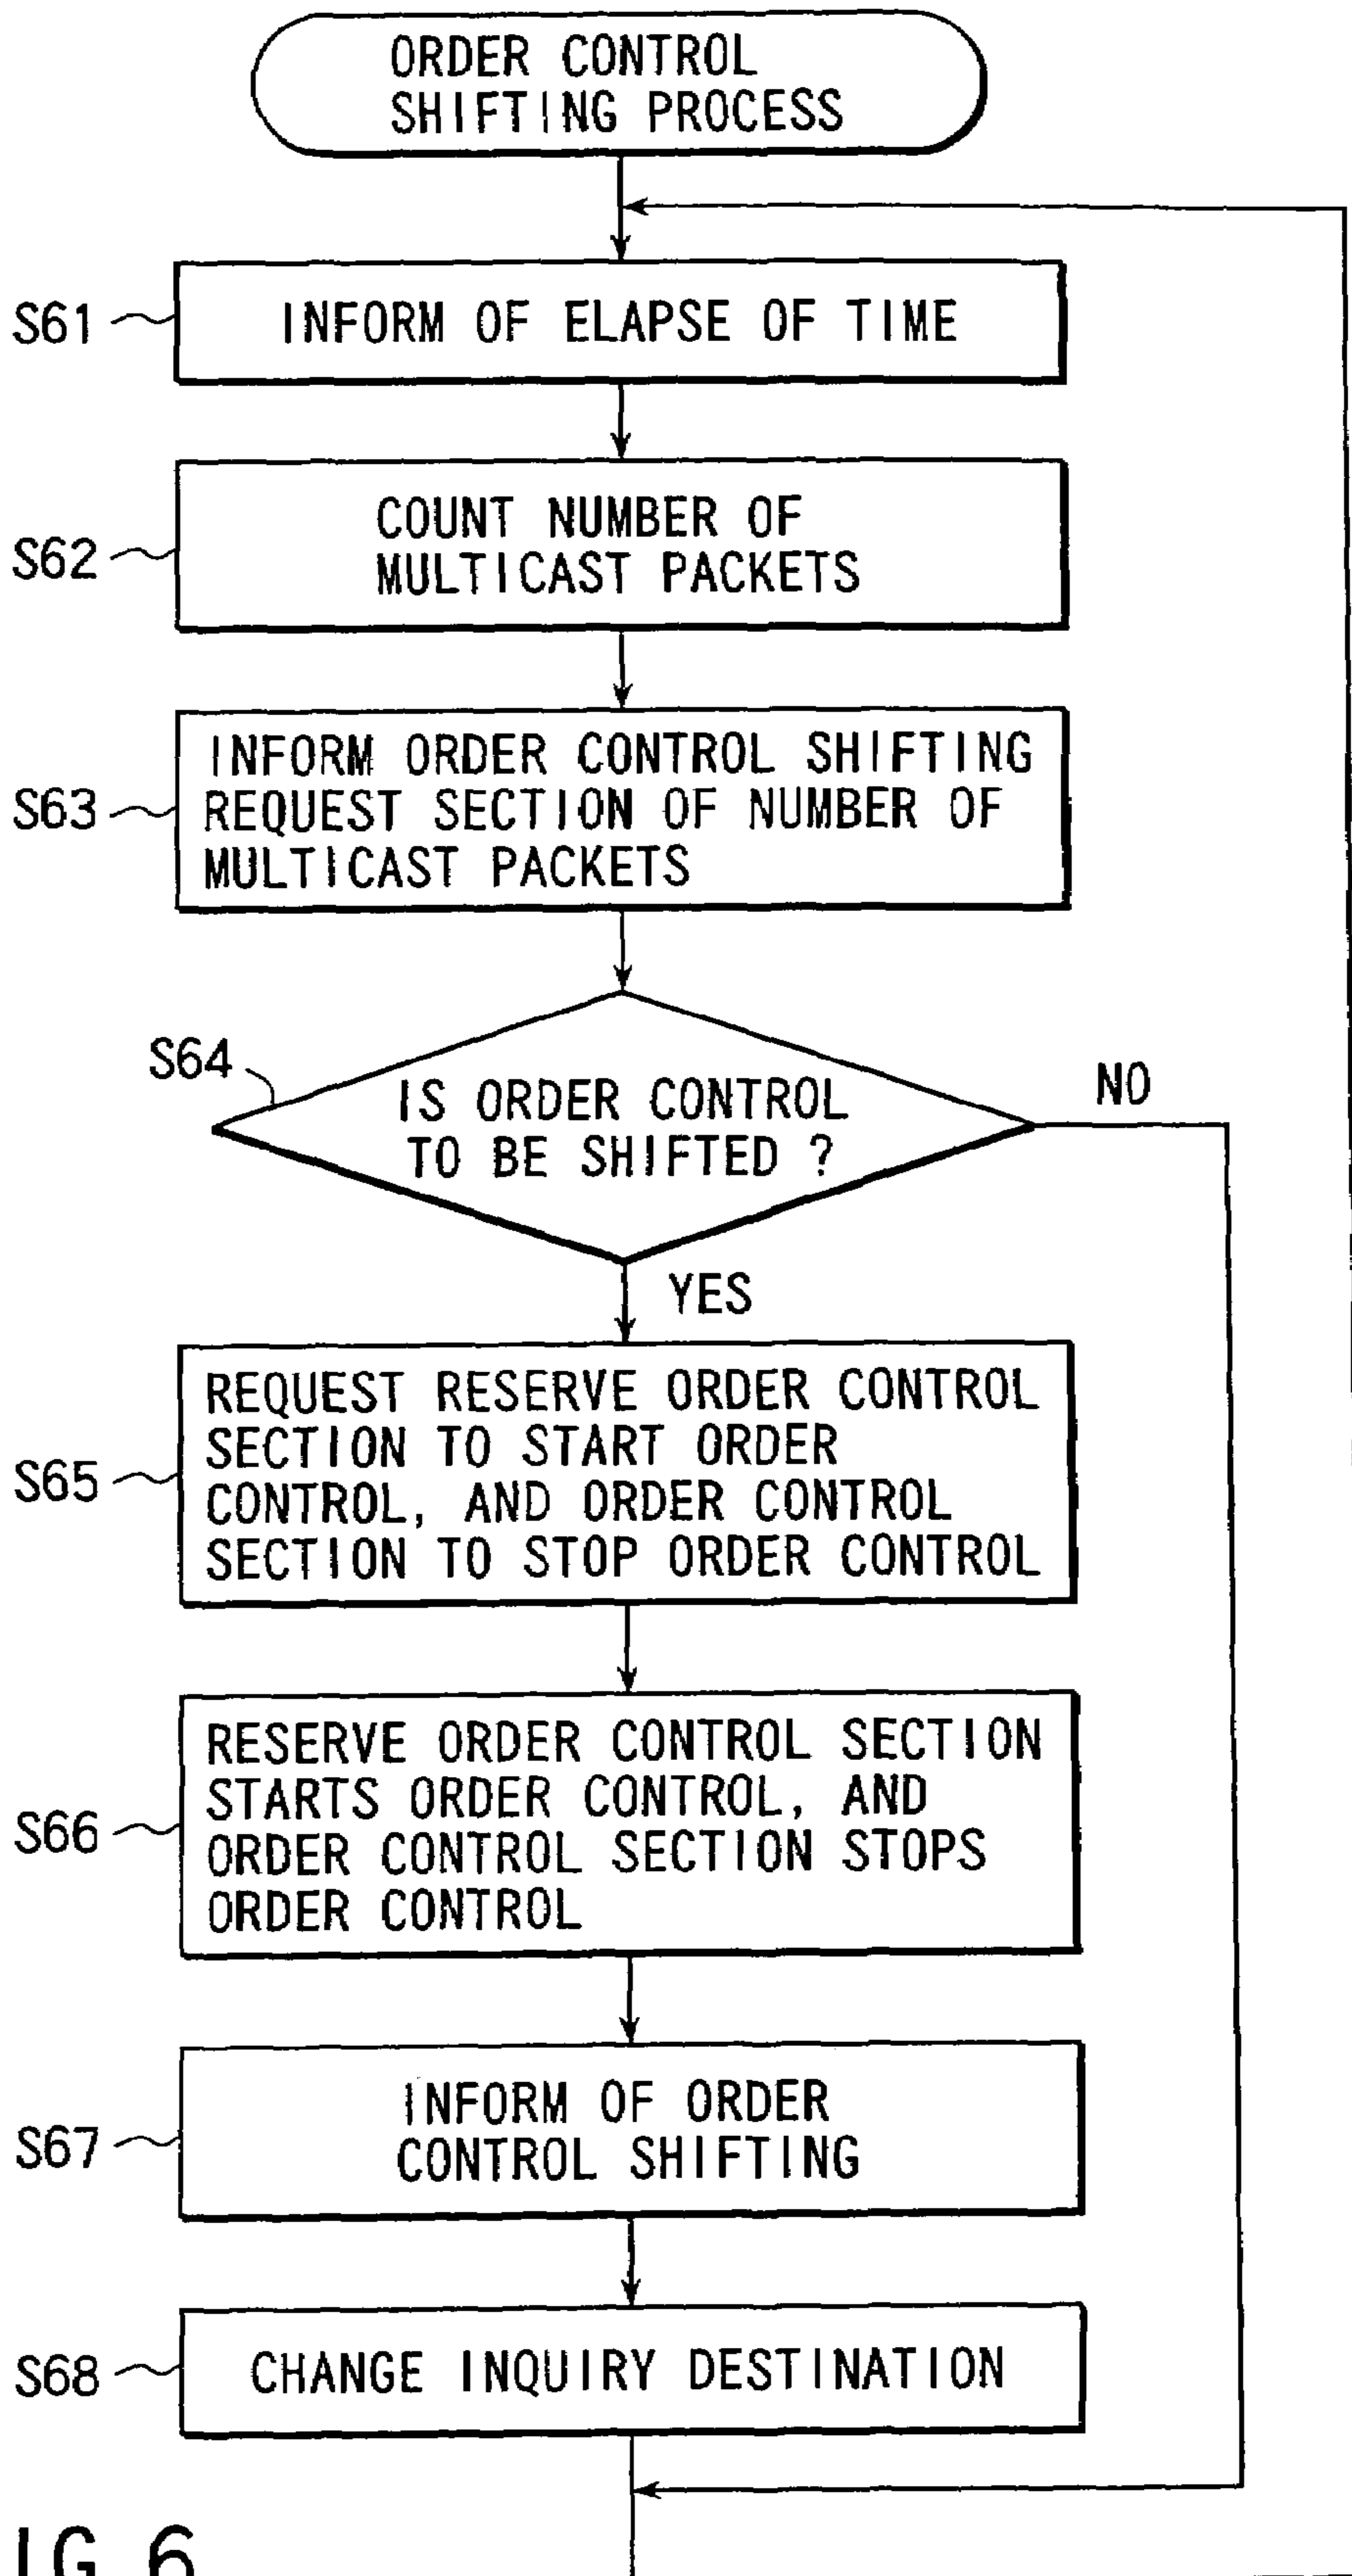 ORDER CONTROL
SHIFTING PROCESS
S61
INFORM OF ELAPSE OF TIME
S62
COUNT NUMBER OF
MULTICAST PACKETS
S63
INFORM ORDER CONTROL SHIFTING
REQUEST SECTION OF NUMBER OF
MULTICAST PACKETS
S64
IS ORDER CONTROL
TO BE SHIFTED ?
NO
YES
S65
REQUEST RESERVE ORDER CONTROL
SECTION TO START ORDER
CONTROL, AND ORDER CONTROL
SECTION TO STOP ORDER CONTROL
S66
RESERVE ORDER CONTROL SECTION
STARTS ORDER CONTROL, AND
ORDER CONTROL SECTION STOPS
ORDER CONTROL
S67
INFORM OF ORDER
CONTROL SHIFTING
S68
CHANGE INQUIRY DESTINATION
IG 6